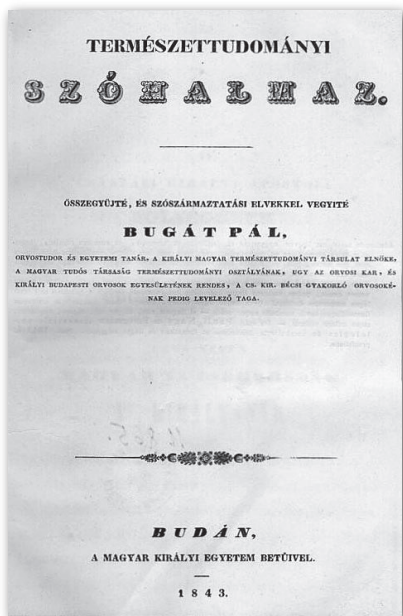 TERMÉSZETTUDOMÁNYI
SZÓHALMAZ.
ÖSSZEGYÜJTÉ, ÉS SZÓSZÁRMAZTATÁSI ELVEKKEL VEGYITÉ
BUGÁT PÁL,
ORVOSTUDOR ÉS EGYETEMI TANÁR, A KIRÁLYI MAGYAR TERMÉSZETTUDOMÁNYI TÁRSULAT ELNÖKE,
A MAGYAR TUDÓS TÁRSASÁG TERMÉSZETTUDOMÁNYI OSZTÁLYÁNAK, UGY AZ ORVOSI KAR, ÉS
KIRÁLYI BUDAPESTI ORVOSOK EGYESÜLETÉNEK RENDES, A CS. KIR. BÉCSI GYAKORLÓ ORVOSOKÉ-
NAK PEDIG LEVELEZŐ TAGA.
BUDÁN,
A MAGYAR KIRÁLYI EGYETEM BETŰIVEL.
1843.